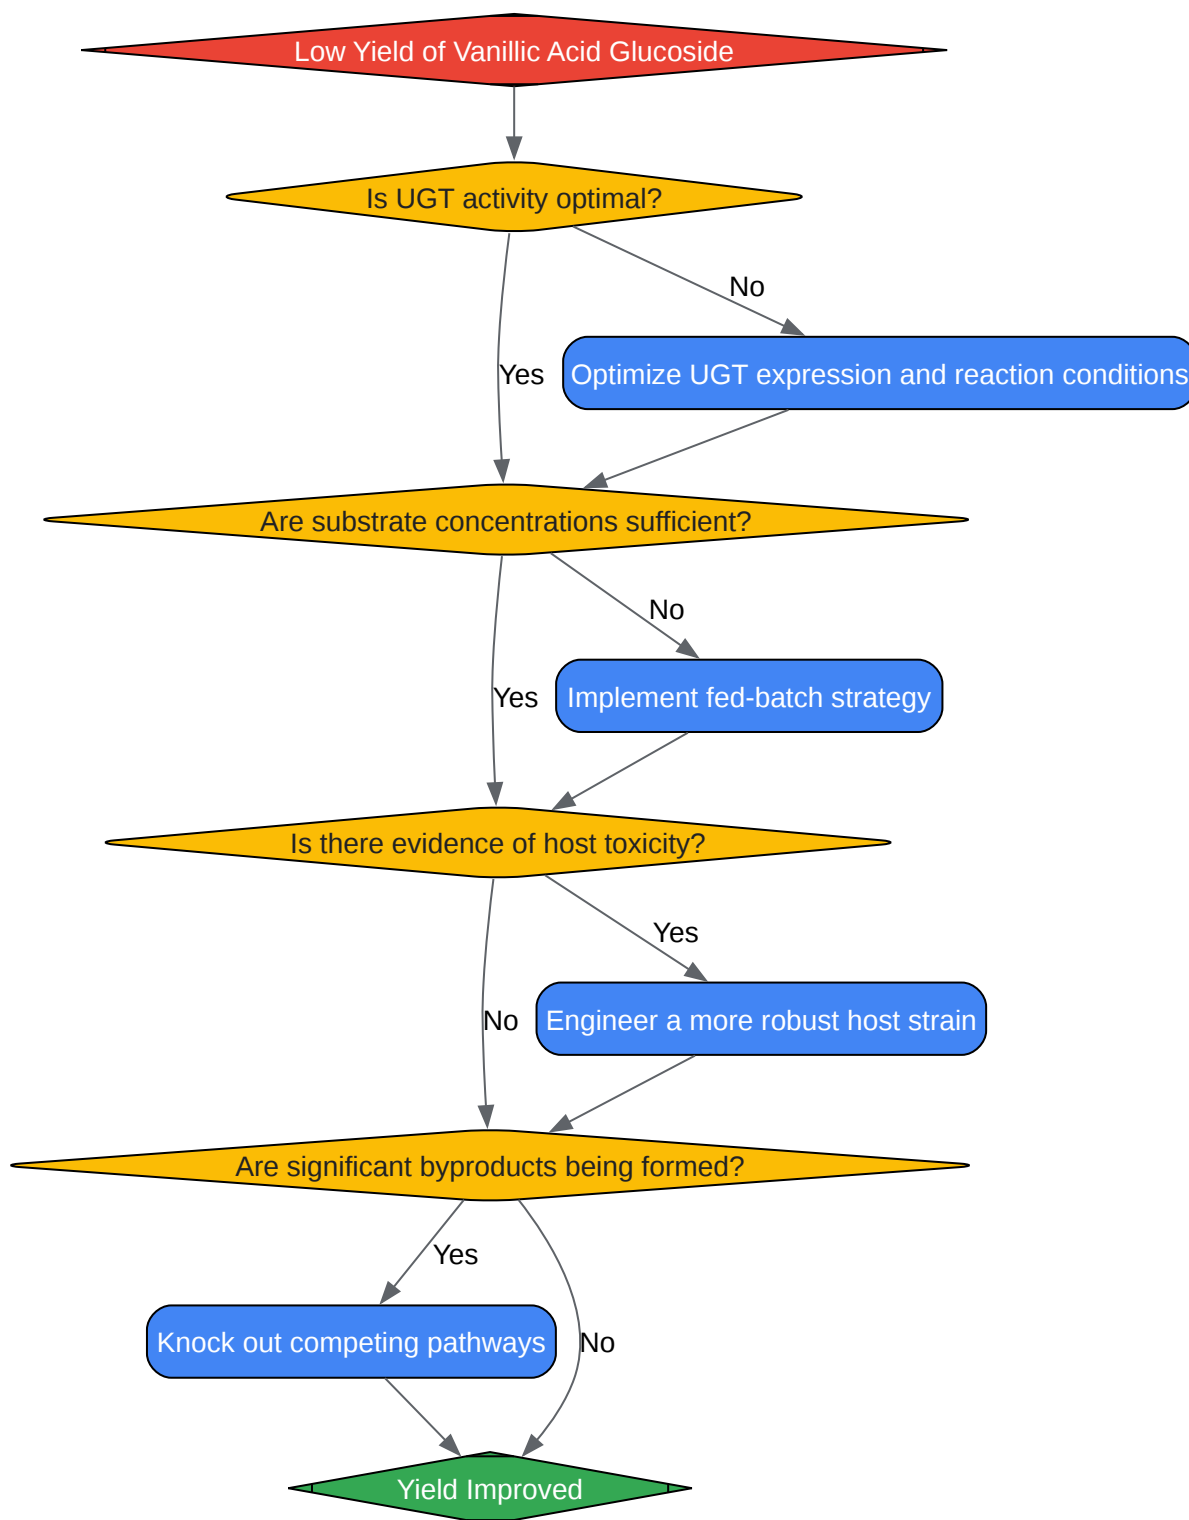 Low Yield of Vanillic Acid Glucoside
Is UGT activity optimal?
No
Yes
Optimize UGT expression and reaction conditions
Are substrate concentrations sufficient?
No
Yes
Implement fed-batch strategy
Is there evidence of host toxicity?
Yes
No
Engineer a more robust host strain
Are significant byproducts being formed?
Yes
Knock out competing pathways
No
Yield Improved